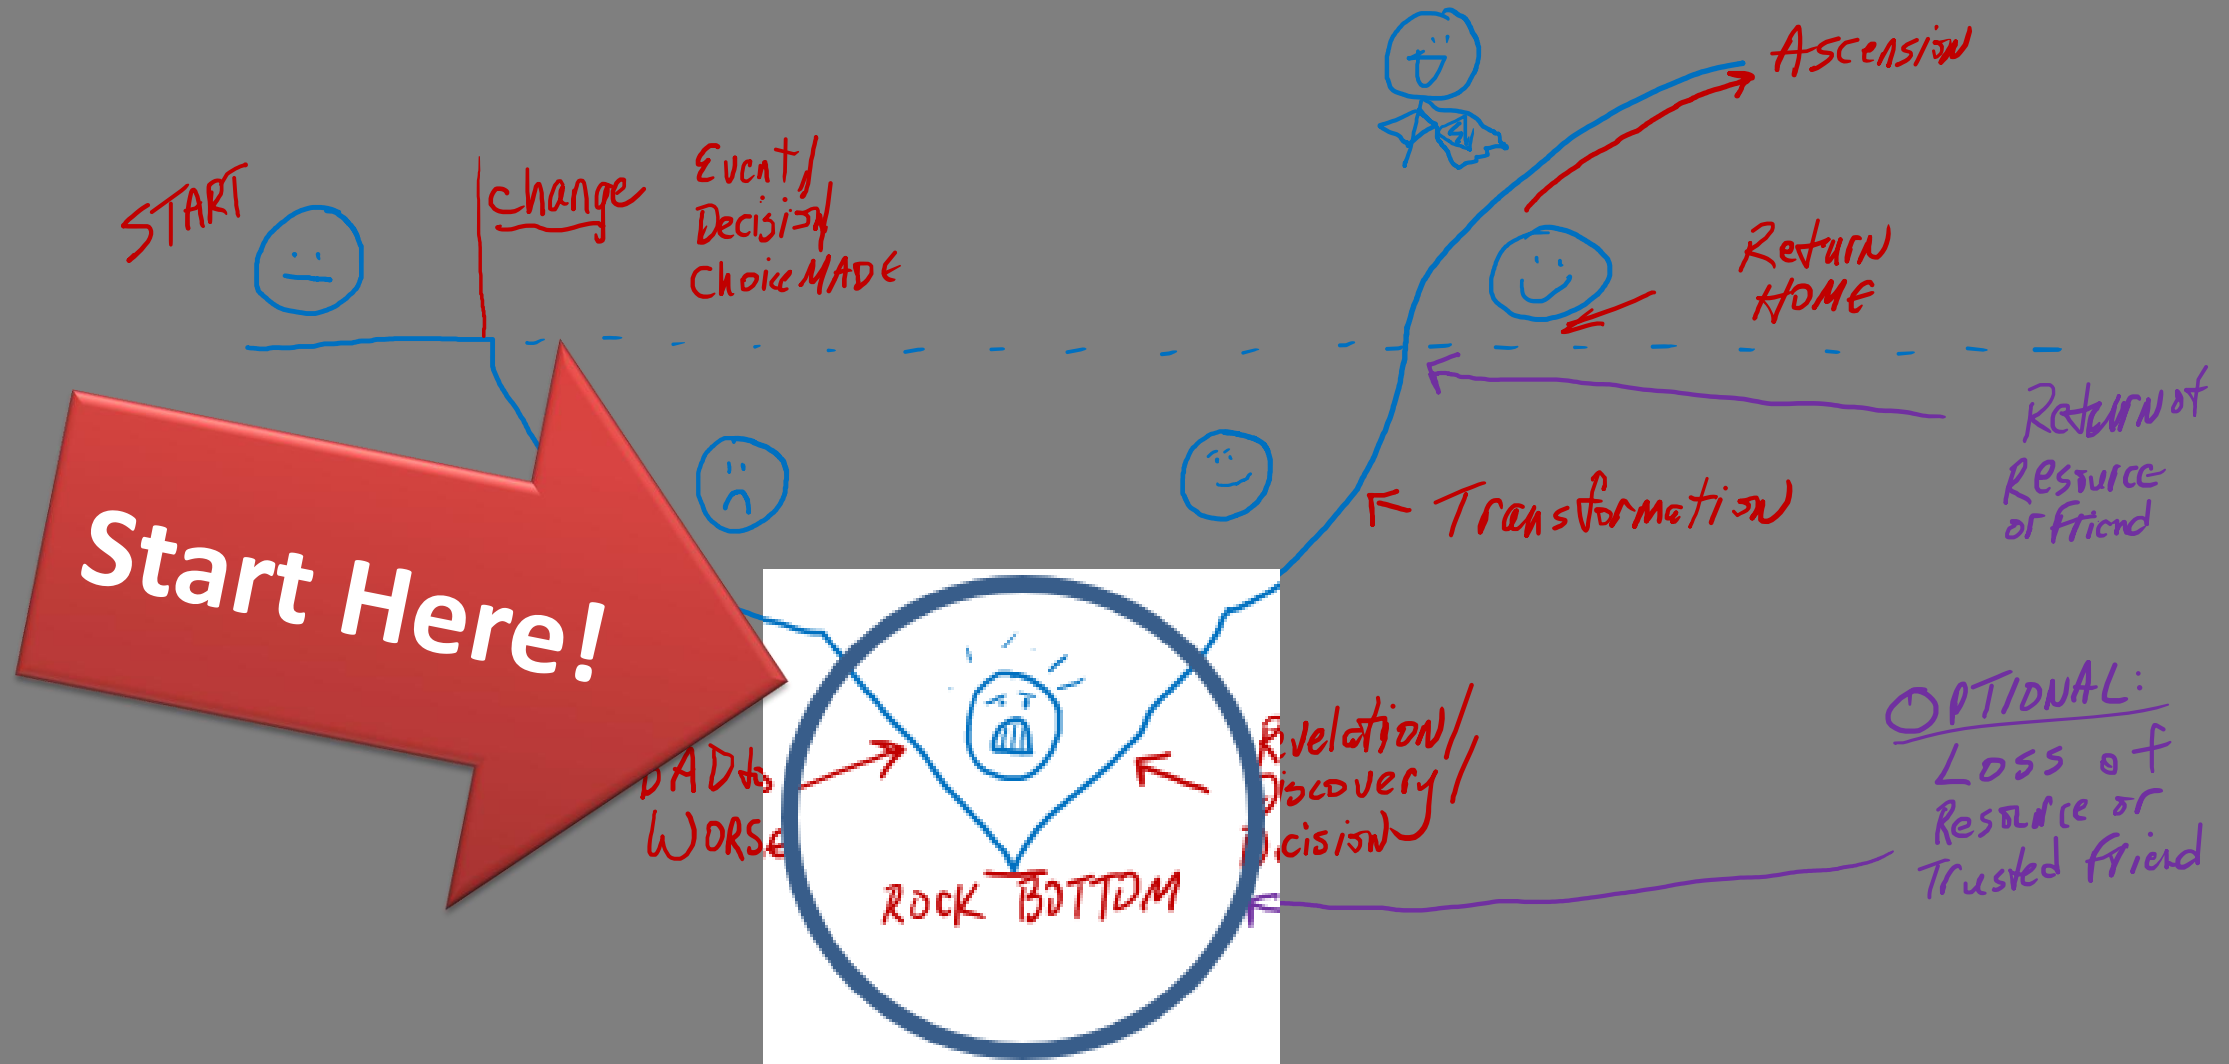 START
change
Event/
Decision/
Choice MADE
Ascension
Return
HOME
Return of
Resource
or friend
Transformation
Start Here!
BAD to
WORSE
Revelation/
Discovery/
Decision
ROCK BOTTOM
OPTIONAL:
Loss of
Resource or
Trusted friend